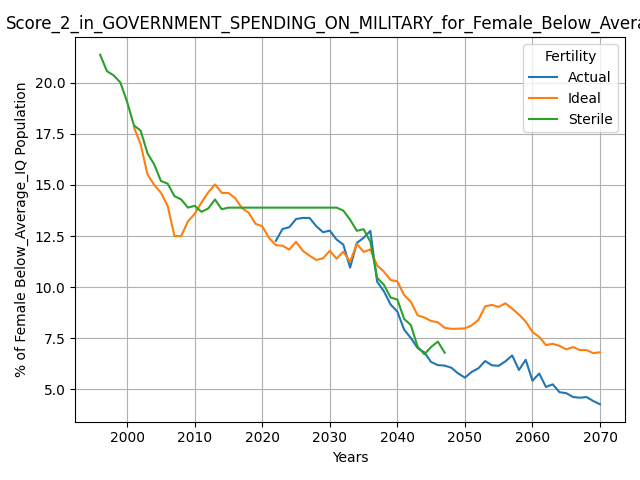 Score_2_in_GOVERNMENT_SPENDING_ON_MILITARY_for_Female_Below_Avera
Fertility
Actual
Ideal
Sterile
% of Female Below_Average_IQ Population
20.0
17.5
15.0
12.5
10.0
7.5
5.0
2000 2010 2020 2030 2040 2050 2060 2070
Years